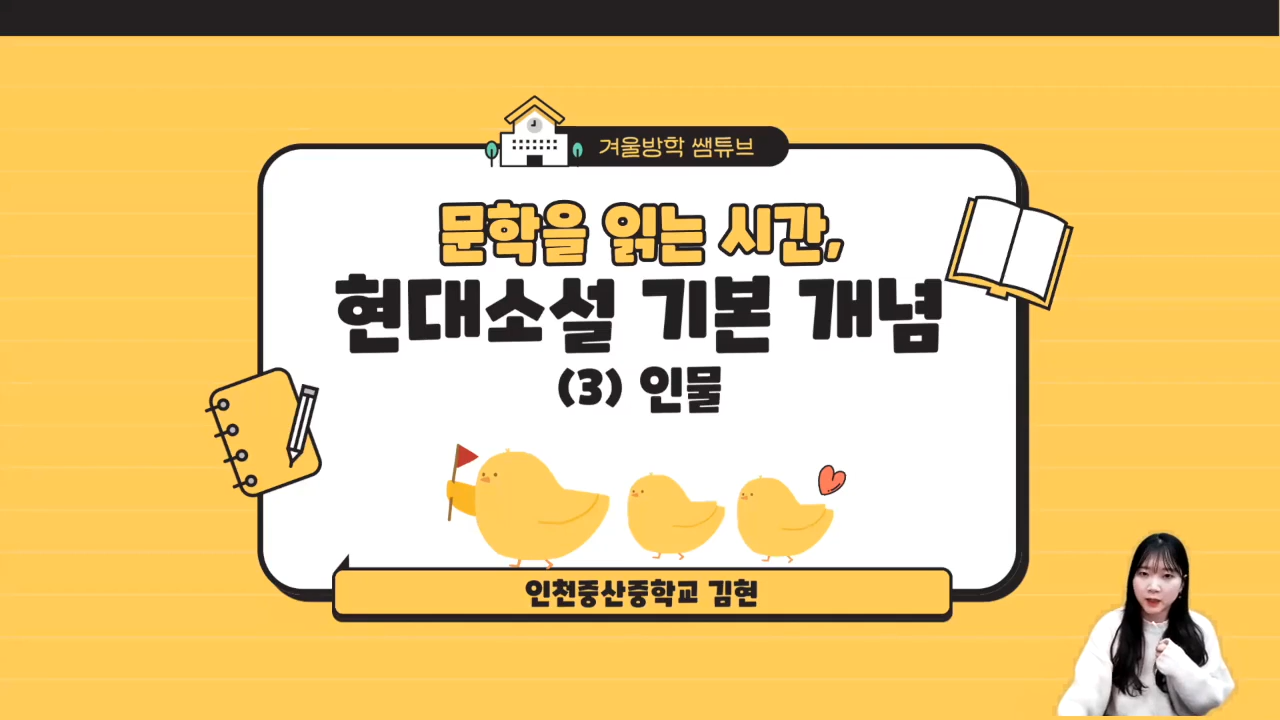 겨울방학 쌤튜브
문학을 읽는 시간,
현대소설 기본 개념
(3) 인물
인천중산중학교 김현